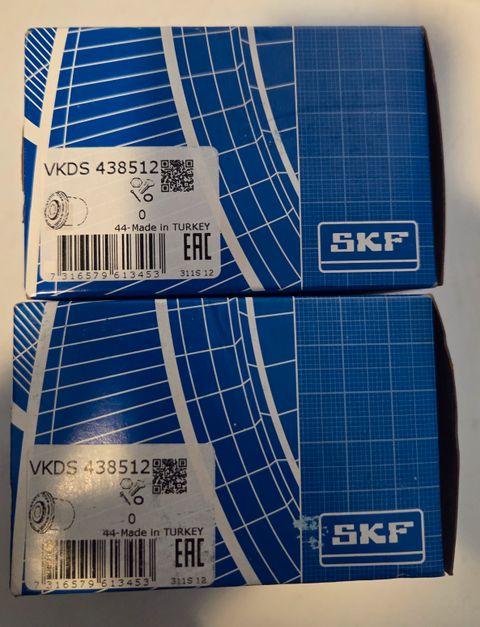 VKDS 438512
0
44-Made in TURKEY
EAC
7 316579 613453
311S 12
SKF
VKDS 438512
0
44-Made in TURKEY
EAC
7 316579 613453
311S 12
SKF